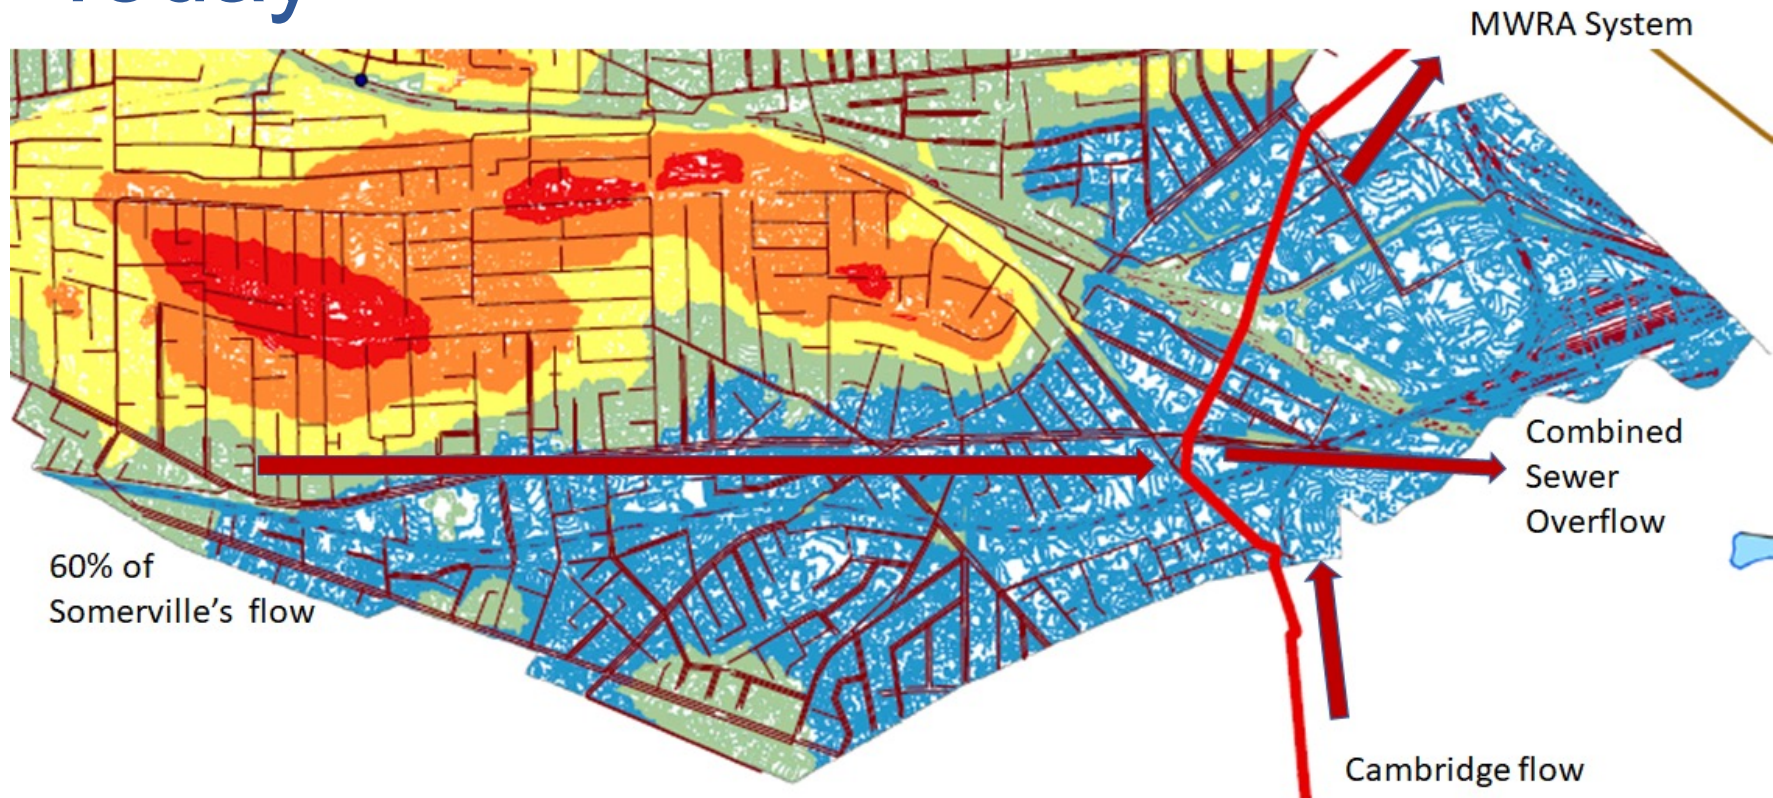 MWRA System
Combined
Sewer
Overflow
60% of
Somerville's flow
Cambridge flow